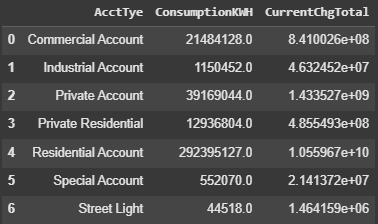 AcctTye ConsumptionKWH CurrentChgTotal
0 Commercial Account 21484128.0 8.410026e+08
1 Industrial Account 1150452.0 4.632452e+07
2 Private Account 39169044.0 1.433527e+09
3 Private Residential 12936804.0 4.855493e+08
4 Residential Account 292395127.0 1.055967e+10
5 Special Account 552070.0 2.141372e+07
6 Street Light 44518.0 1.464159e+06